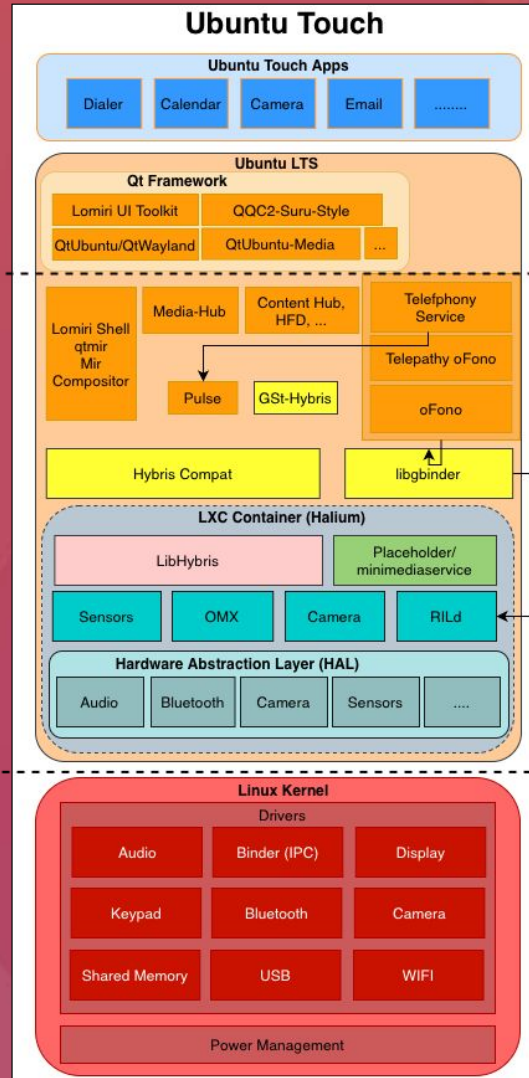 Ubuntu Touch
Ubuntu Touch Apps
Dialer
Calendar
Camera
Email
........
Ubuntu LTS
Qt Framework
Lomiri UI Toolkit
QQC2-Suru-Style
QtUbuntu/QtWayland
QtUbuntu-Media
...
Lomiri Shell
qtmir
Mir
Compositor
Media-Hub
Content Hub,
HFD, ...
Telefphony
Service
Telepathy oFono
Pulse
GSt-Hybris
oFono
Hybris Compat
libgbinder
LXC Container (Halium)
LibHybris
Placeholder/
minimediaservice
Sensors
OMX
Camera
RILd
Hardware Abstraction Layer (HAL)
Audio
Bluetooth
Camera
Sensors
....
Linux Kernel
Drivers
Audio
Binder (IPC)
Display
Keypad
Bluetooth
Camera
Shared Memory
USB
WIFI
Power Management